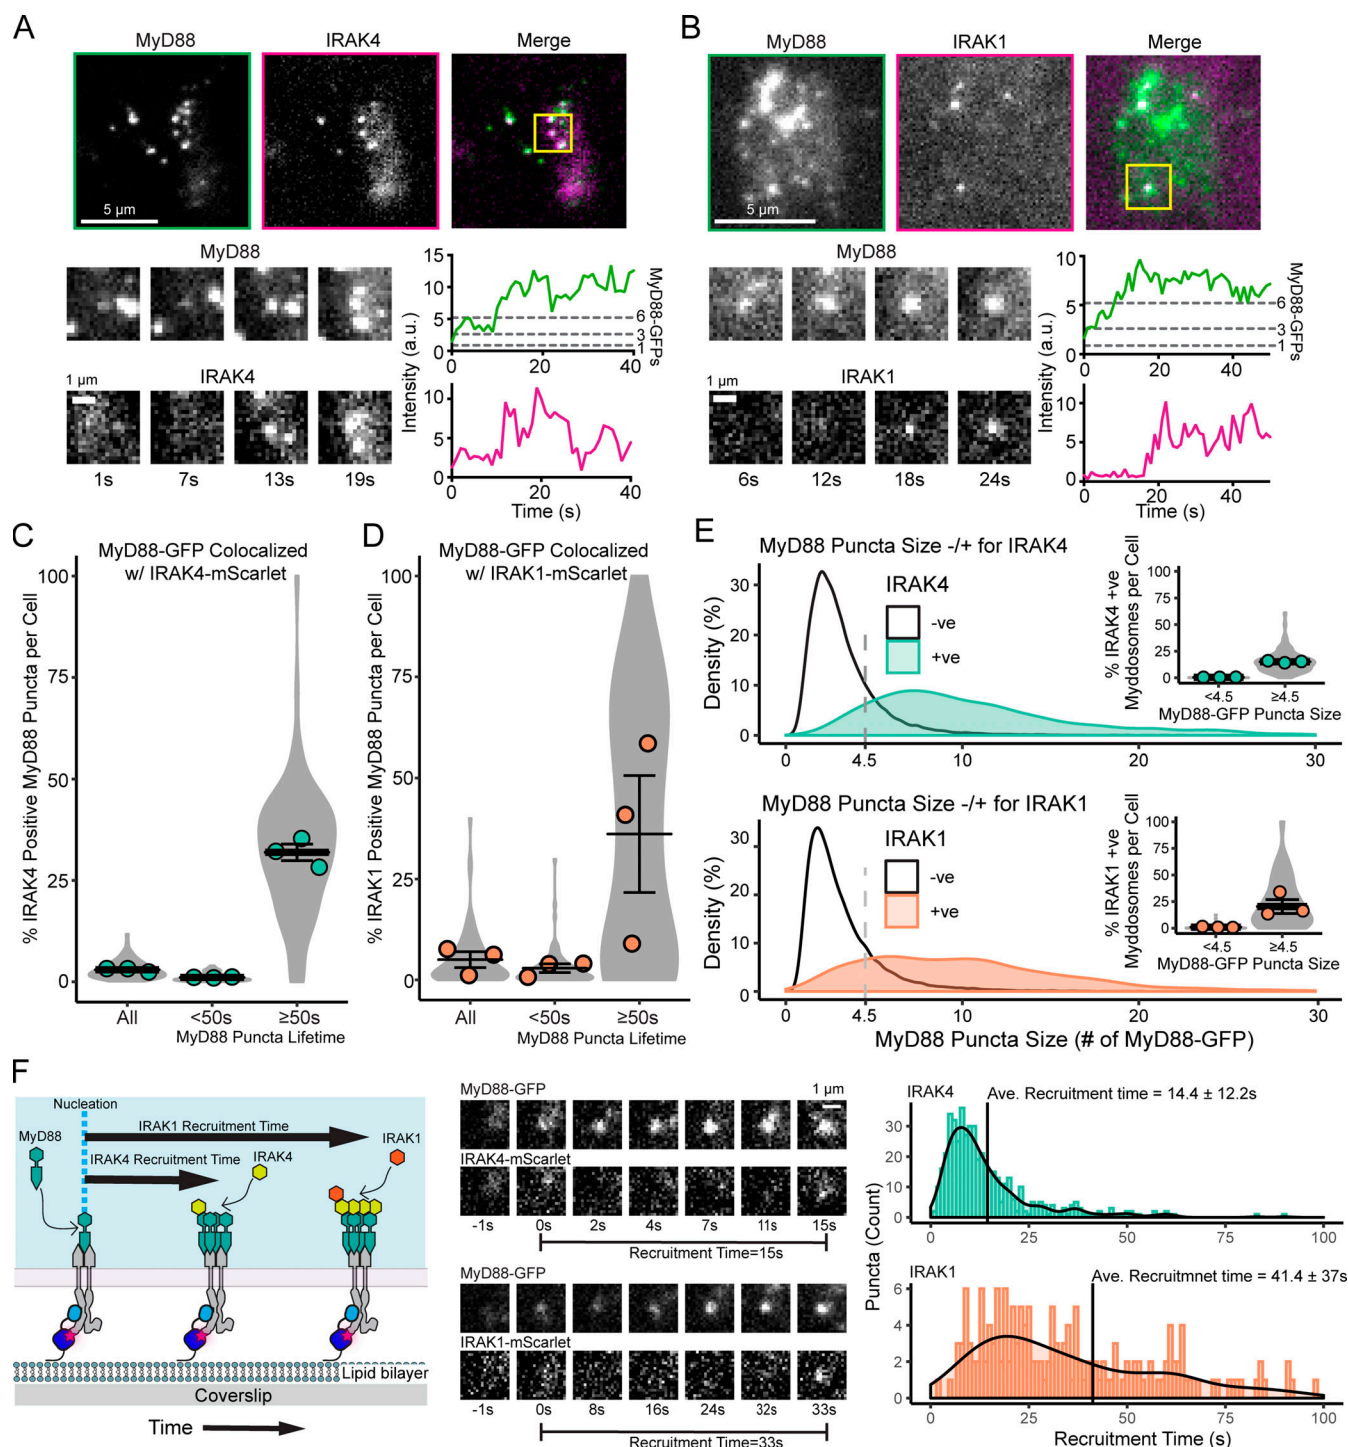 A
MyD88
IRAK4
Merge
5 µm
MyD88
IRAK4
1 µm
1s
7s
13s
19s
15
10
5
0
0
20
40
6
3
1
MyD88-GFPs
Intensity (a.u.)
10
5
0
0
20
40
Time (s)
B
MyD88
IRAK1
Merge
5 µm
MyD88
IRAK1
1 µm
6s
12s
18s
24s
10
5
0
0
20
40
6
3
1
MyD88-GFPs
Intensity (a.u.)
10
5
0
20
40
Time (s)
C
MyD88-GFP Colocalized
w/ IRAK4-mScarlet
% IRAK4 Positive MyD88 Puncta per Cell
100
75
50
25
0
All
<50s
≥50s
MyD88 Puncta Lifetime
D
MyD88-GFP Colocalized
w/ IRAK1-mScarlet
% IRAK1 Positive MyD88 Puncta per Cell
100
75
50
25
0
All
<50s
≥50s
MyD88 Puncta Lifetime
E
MyD88 Puncta Size -/+ for IRAK4
Density (%)
30
20
10
0
IRAK4
-ve
+ve
0
4.5
10
20
30
% IRAK4 +ve
Myddosomes per Cell
100
75
50
25
0
<4.5
≥4.5
MyD88-GFP Puncta Size
MyD88 Puncta Size -/+ for IRAK1
Density (%)
30
20
10
0
IRAK1
-ve
+ve
0
4.5
10
20
30
MyD88 Puncta Size (# of MyD88-GFP)
% IRAK1 +ve
Myddosomes per Cell
100
75
50
25
0
<4.5
≥4.5
MyD88-GFP Puncta Size
F
Nucleation
MyD88
IRAK1 Recruitment Time
IRAK4 Recruitment Time
IRAK4
IRAK1
Lipid bilayer
Coverslip
Time
MyD88-GFP
1 µm
IRAK4-mScarlet
-1s
0s
2s
4s
7s
11s
15s
Recruitment Time=15s
MyD88-GFP
IRAK1-mScarlet
-1s
0s
8s
16s
24s
32s
33s
Recruitment Time=33s
IRAK4
Ave. Recruitment time = 14.4 ± 12.2s
30
20
10
0
0
25
50
75
100
Puncta (Count)
IRAK1
Ave. Recruitmnet time = 41.4 ± 37s
6
4
2
0
0
25
50
75
100
Recruitment Time (s)